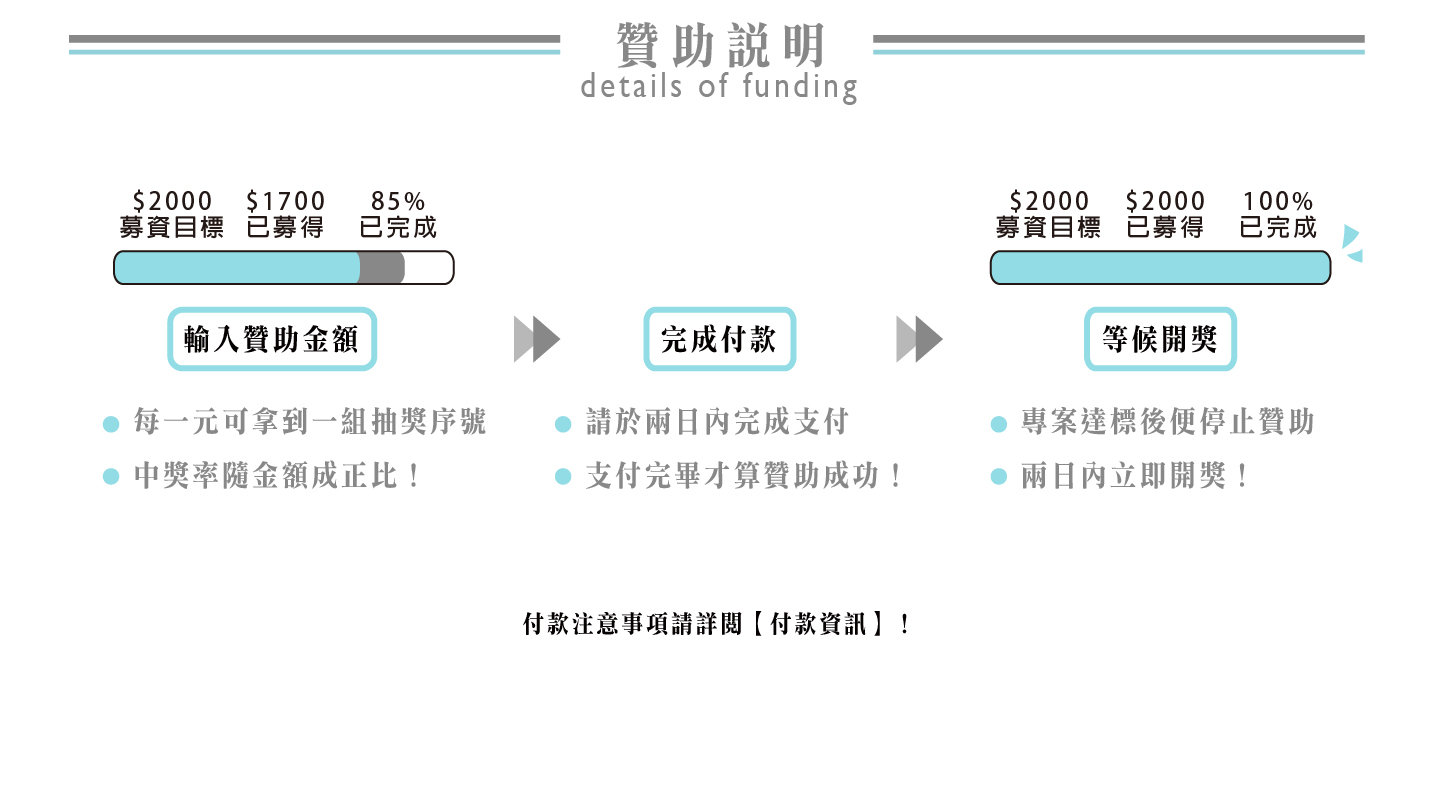 贊助説明
details of funding
$2000 $1700 85%
募資目標 已募得 已完成
輸入贊助金額
每一元可拿到一組抽獎序號
中獎率隨金額成正比！
完成付款
請於兩日內完成支付
支付完畢才算贊助成功！
$2000 $2000 100%
募資目標 已募得 已完成
等候開獎
專案達標後便停止贊助
兩日內立即開獎！
付款注意事項請詳閱【付款資訊】！